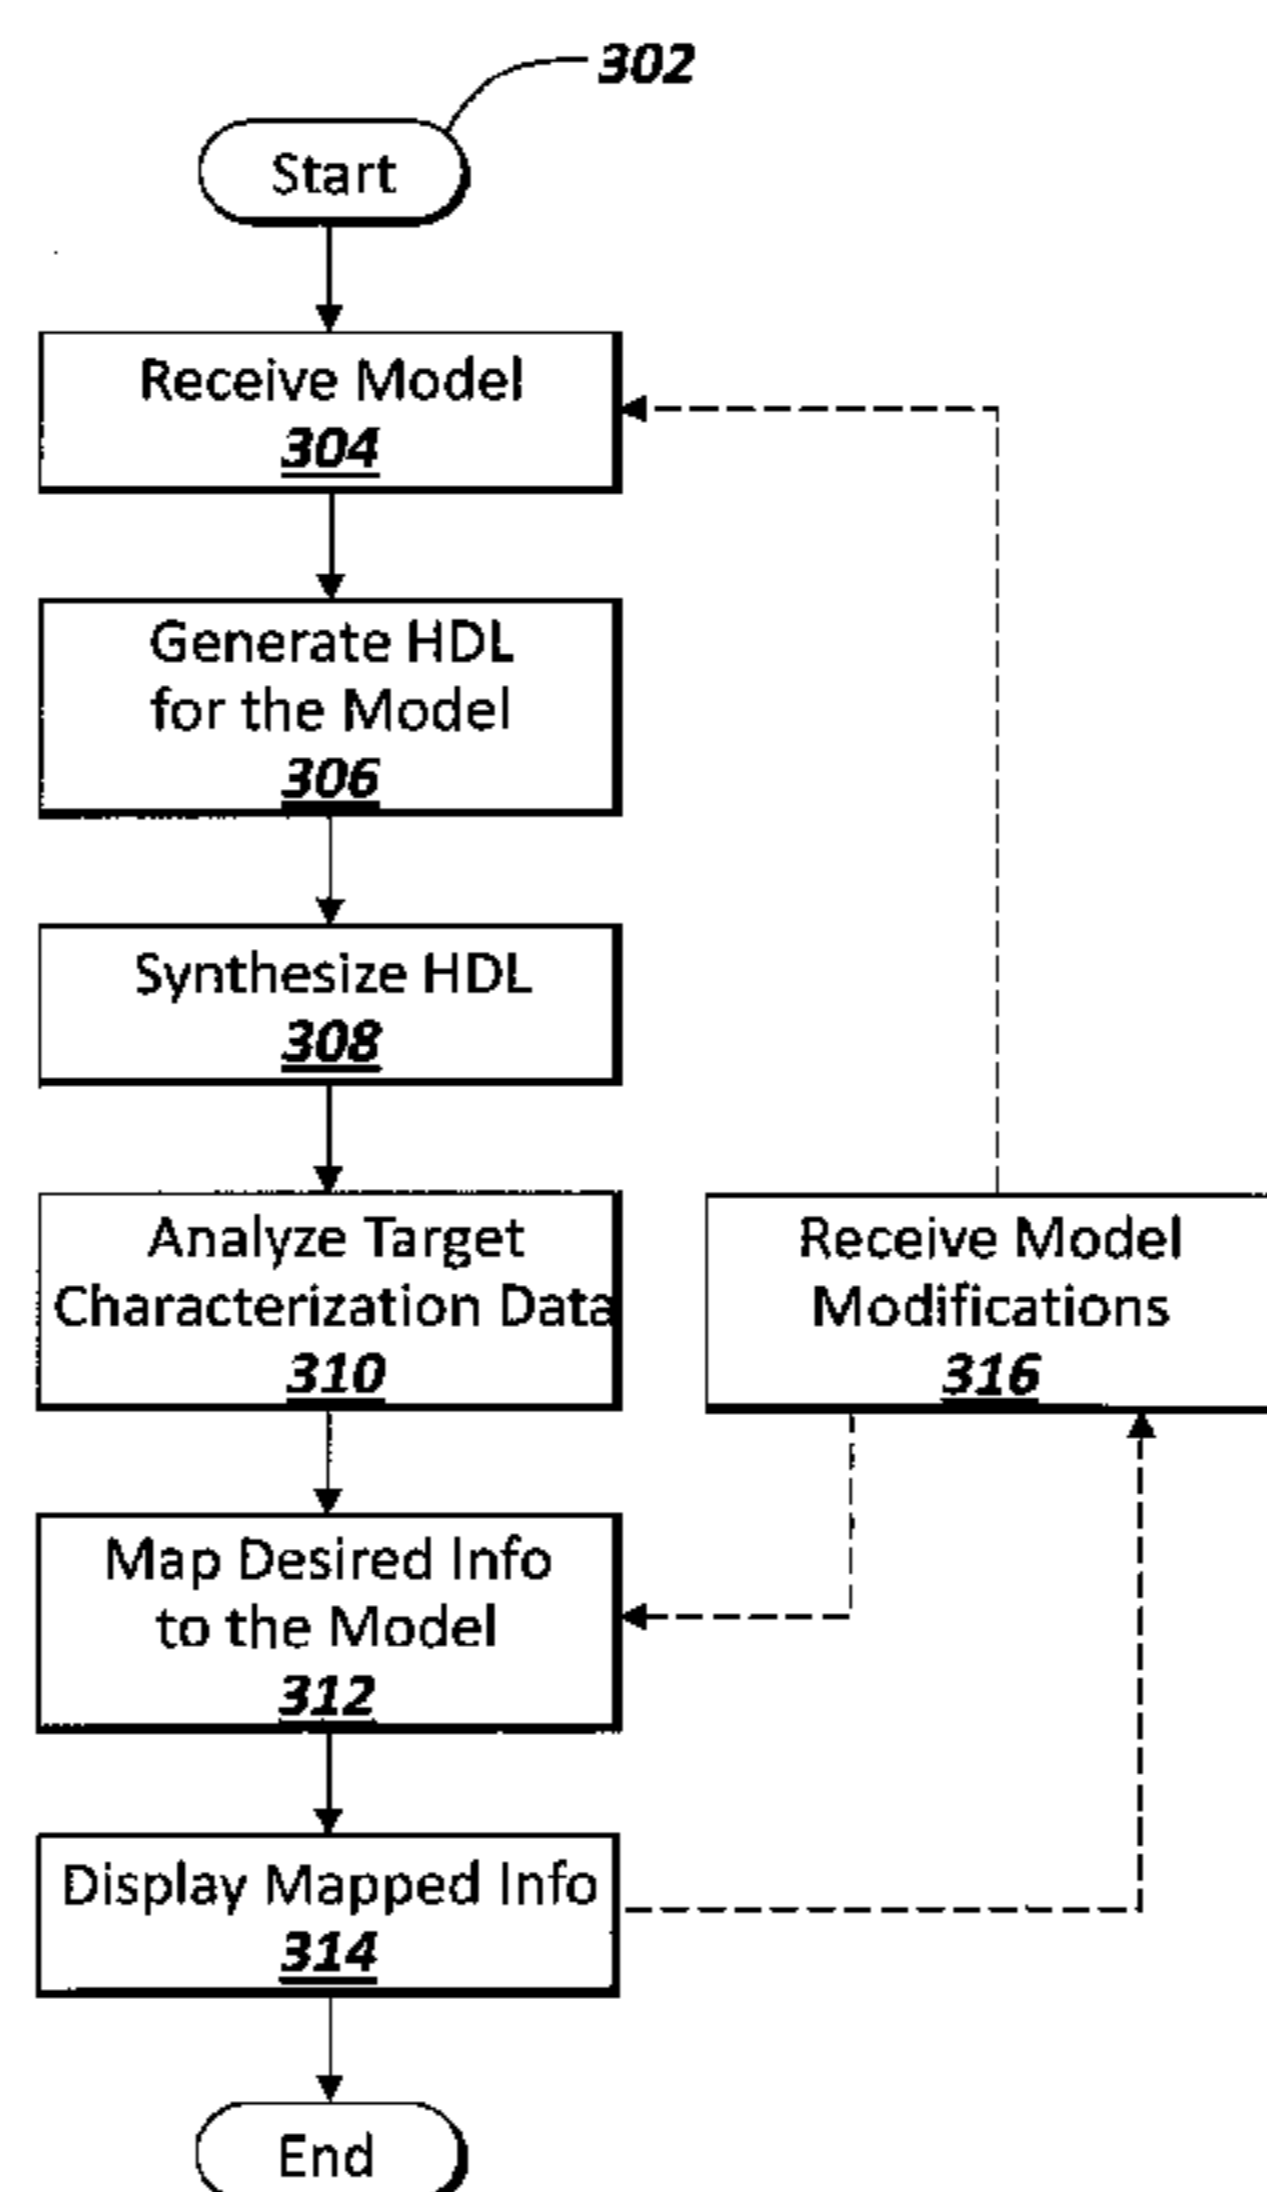 302
Start
Receive Model
304
Generate HDL
for the Model
306
Synthesize HDL
308
Analyze Target
Characterization Data
310
Receive Model
Modifications
316
Map Desired Info
to the Model
312
Display Mapped Info
314
End